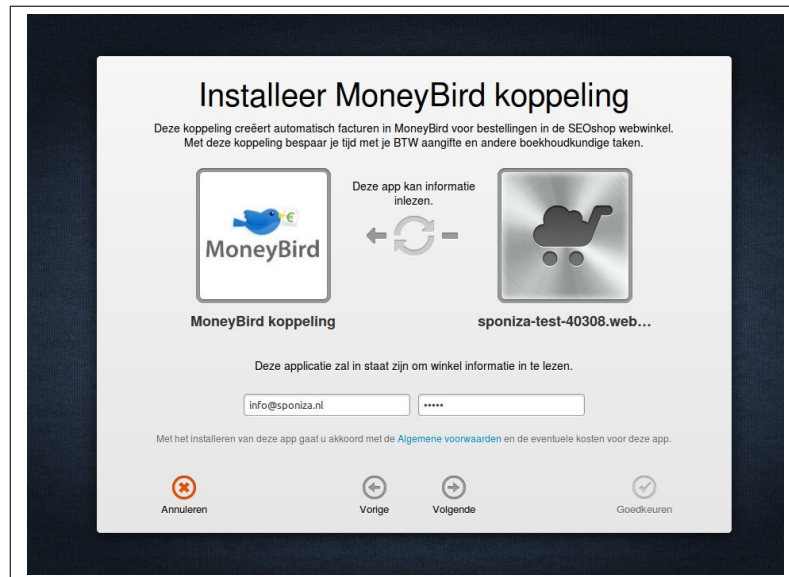 Installeer MoneyBird koppeling
Deze koppeling creëert automatisch facturen in MoneyBird voor bestellingen in de SEOshop webwinkel.
Met deze koppeling bespaar je tijd met je BTW aangifte en andere boekhoudkundige taken.
Deze app kan informatie
inlezen.
€
MoneyBird
MoneyBird koppeling
sponiza-test-40308.web…
Deze applicatie zal in staat zijn om winkel informatie in te lezen.
info@sponiza.nl •••••
Met het installeren van deze app gaat u akkoord met de Algemene voorwaarden en de eventuele kosten voor deze app.
Annuleren Vorige Volgende Goedkeuren